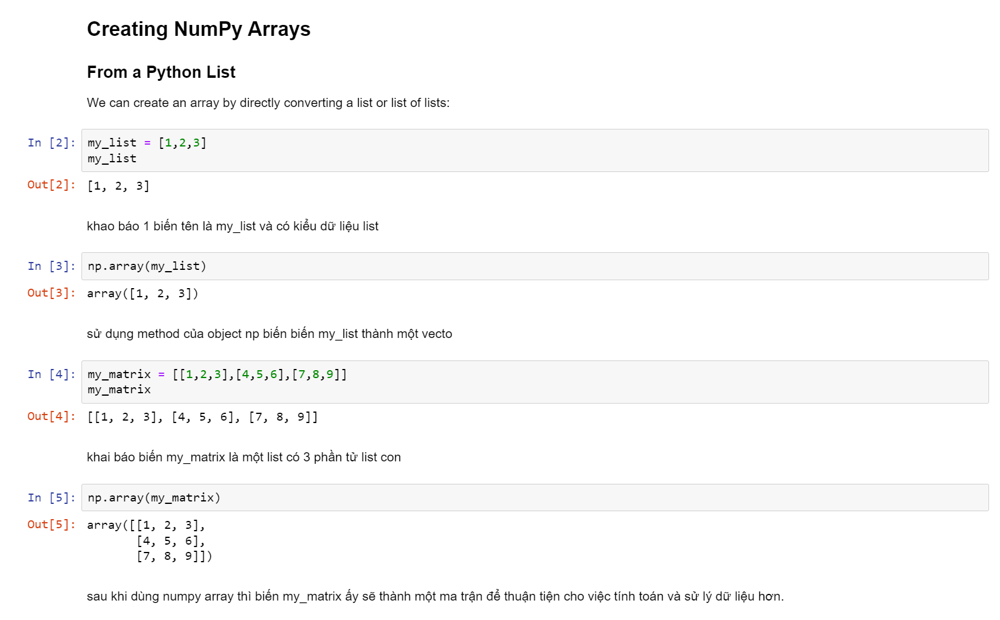 Creating NumPy Arrays
From a Python List
We can create an array by directly converting a list or list of lists:
In [2]: my_list = [1,2,3]
my_list
Out[2]: [1, 2, 3]
khao báo 1 biến tên là my_list và có kiểu dữ liệu list
In [3]: np.array(my_list)
Out[3]: array([1, 2, 3])
sử dụng method của object np biến biến my_list thành một vecto
In [4]: my_matrix = [[1,2,3],[4,5,6],[7,8,9]]
my_matrix
Out[4]: [[1, 2, 3], [4, 5, 6], [7, 8, 9]]
khai báo biến my_matrix là một list có 3 phần tử list con
In [5]: np.array(my_matrix)
Out[5]: array([[1, 2, 3],
[4, 5, 6],
[7, 8, 9]])
sau khi dùng numpy array thì biến my_matrix ấy sẽ thành một ma trận để thuận tiện cho việc tính toán và sử lý dữ liệu hơn.